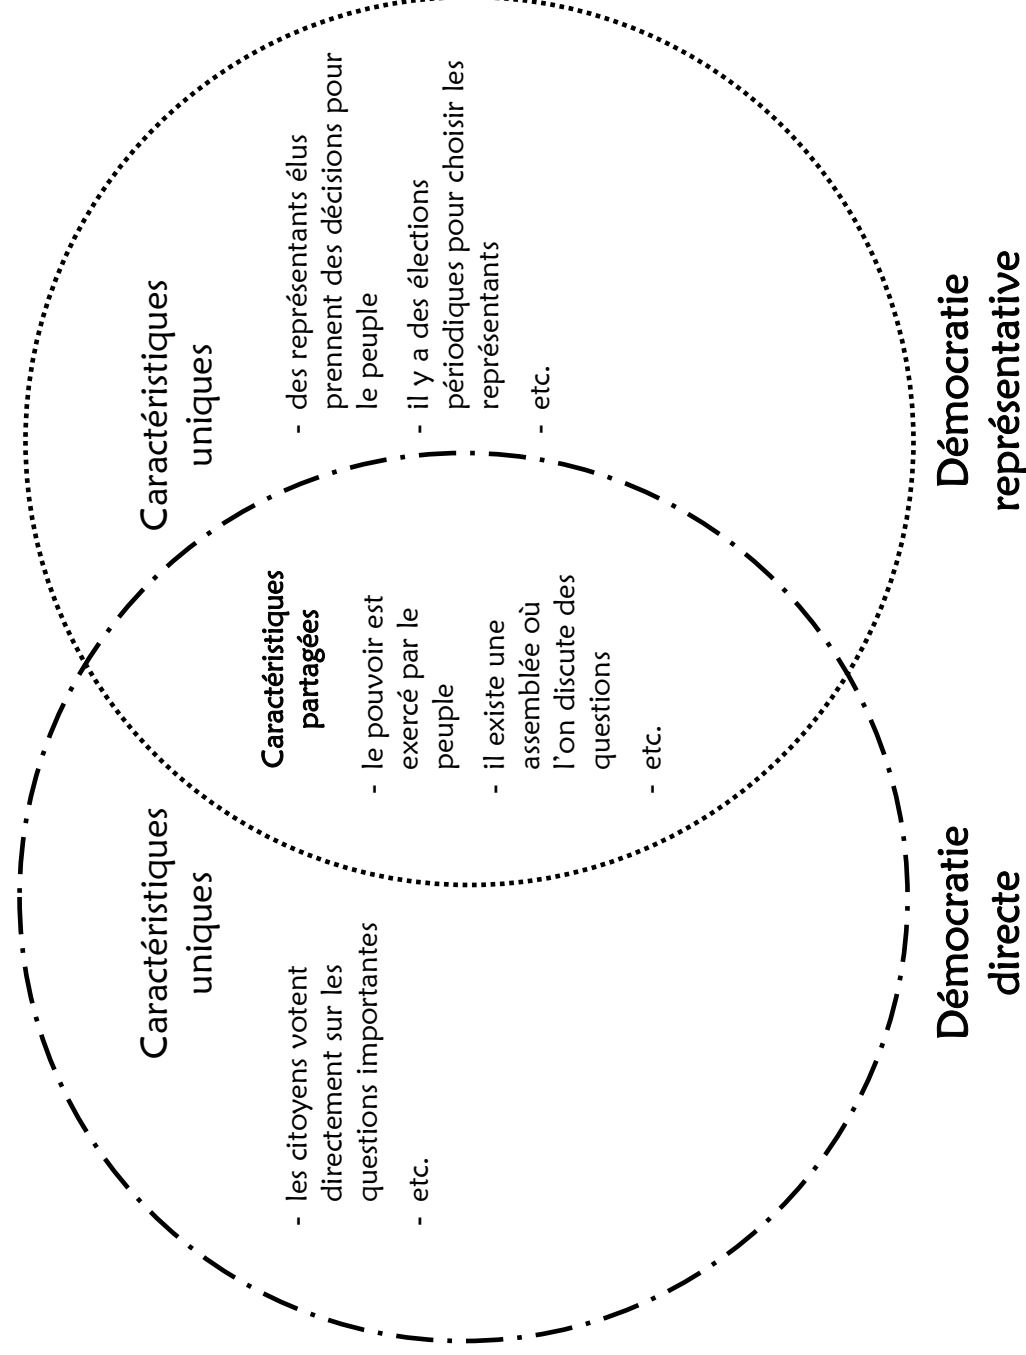 Caractéristiques
uniques
- les citoyens votent
directement sur les
questions importantes
- etc.
Caractéristiques
partagées
- le pouvoir est
exercé par le
peuple
- il existe une
assemblée où
l'on discute des
questions
- etc.
Caractéristiques
uniques
- des représentants élus
prennent des décisions pour
le peuple
- il y a des élections
périodiques pour choisir les
représentants
- etc.
Démocratie
directe
Démocratie
représentative